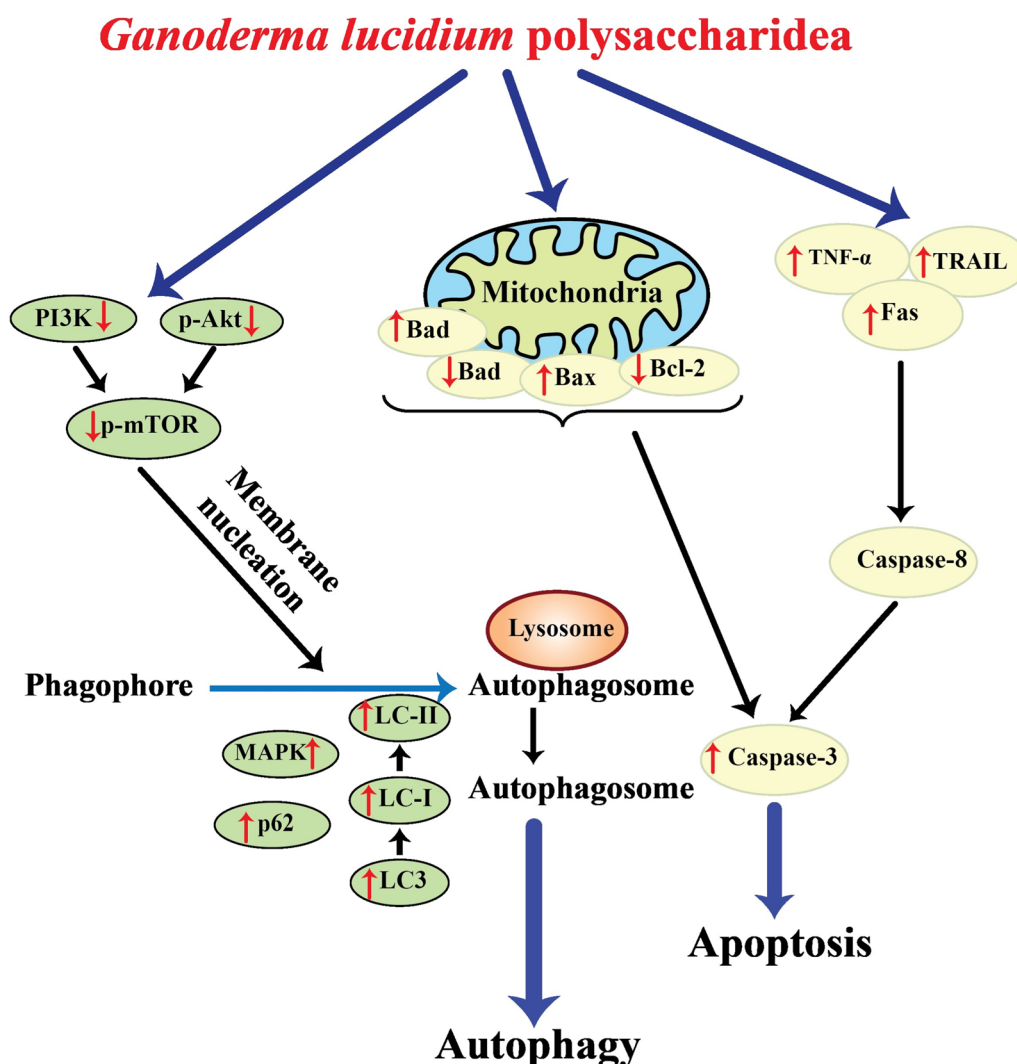 Ganoderma lucidium polysaccharidea
TNF-α
TRAIL
Fas
Mitochondria
PI3K
p-Akt
Bad
Bad
Bax
Bcl-2
p-mTOR
Membrane
nucleation
Caspase-8
Lysosome
Phagophore
Autophagosome
LC-II
MAPK
Caspase-3
LC-I
Autophagosome
p62
LC3
Apoptosis
Autophagy